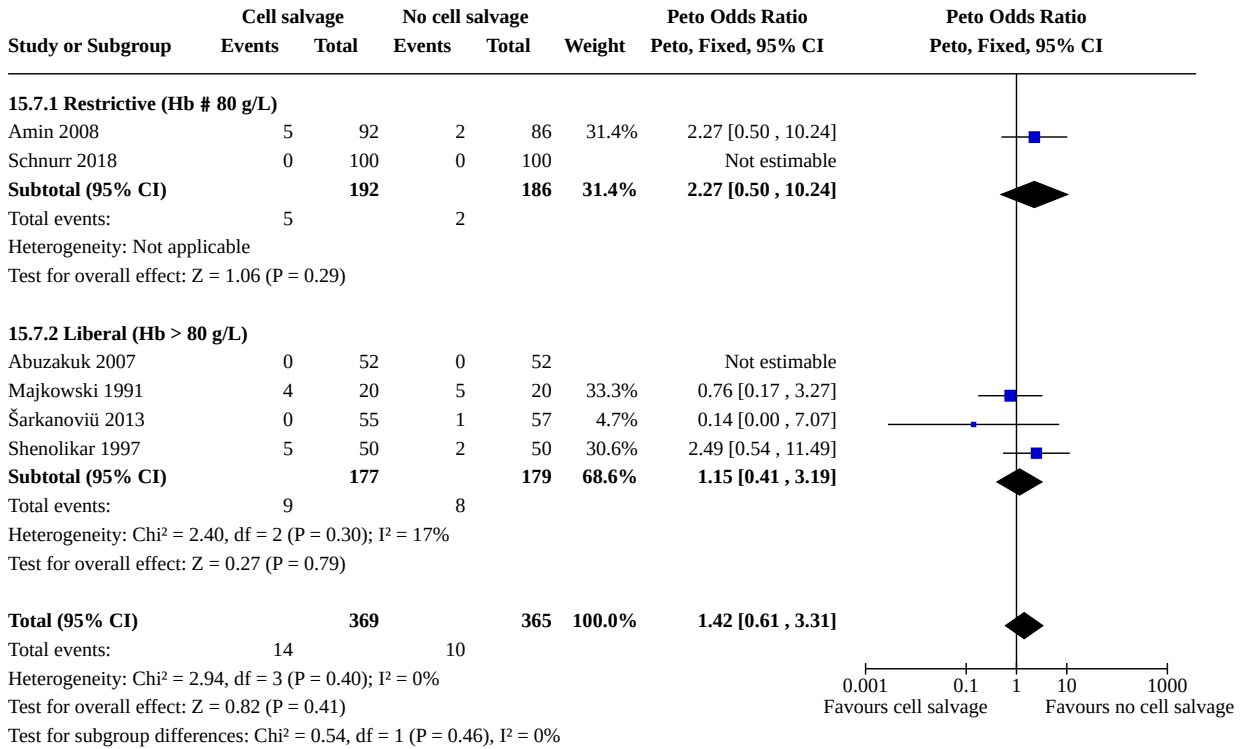 Cell salvage No cell salvage Peto Odds Ratio Peto Odds Ratio
Study or Subgroup Events Total Events Total Weight Peto, Fixed, 95% CI Peto, Fixed, 95% CI
15.7.1 Restrictive (Hb # 80 g/L)
Amin 2008 5 92 2 86 31.4% 2.27 [0.50 , 10.24]
Schnurr 2018 0 100 0 100 Not estimable
Subtotal (95% CI) 192 186 31.4% 2.27 [0.50 , 10.24]
Total events: 5 2
Heterogeneity: Not applicable
Test for overall effect: Z = 1.06 (P = 0.29)
15.7.2 Liberal (Hb > 80 g/L)
Abuzakuk 2007 0 52 0 52 Not estimable
Majkowski 1991 4 20 5 20 33.3% 0.76 [0.17 , 3.27]
Šarkanoviü 2013 0 55 1 57 4.7% 0.14 [0.00 , 7.07]
Shenolikar 1997 5 50 2 50 30.6% 2.49 [0.54 , 11.49]
Subtotal (95% CI) 177 179 68.6% 1.15 [0.41 , 3.19]
Total events: 9 8
Heterogeneity: Chi² = 2.40, df = 2 (P = 0.30); I² = 17%
Test for overall effect: Z = 0.27 (P = 0.79)
Total (95% CI) 369 365 100.0% 1.42 [0.61 , 3.31]
Total events: 14 10
Heterogeneity: Chi² = 2.94, df = 3 (P = 0.40); I² = 0%
Test for overall effect: Z = 0.82 (P = 0.41)
Test for subgroup differences: Chi² = 0.54, df = 1 (P = 0.46), I² = 0%
0.001 0.1 1 10 1000
Favours cell salvage Favours no cell salvage